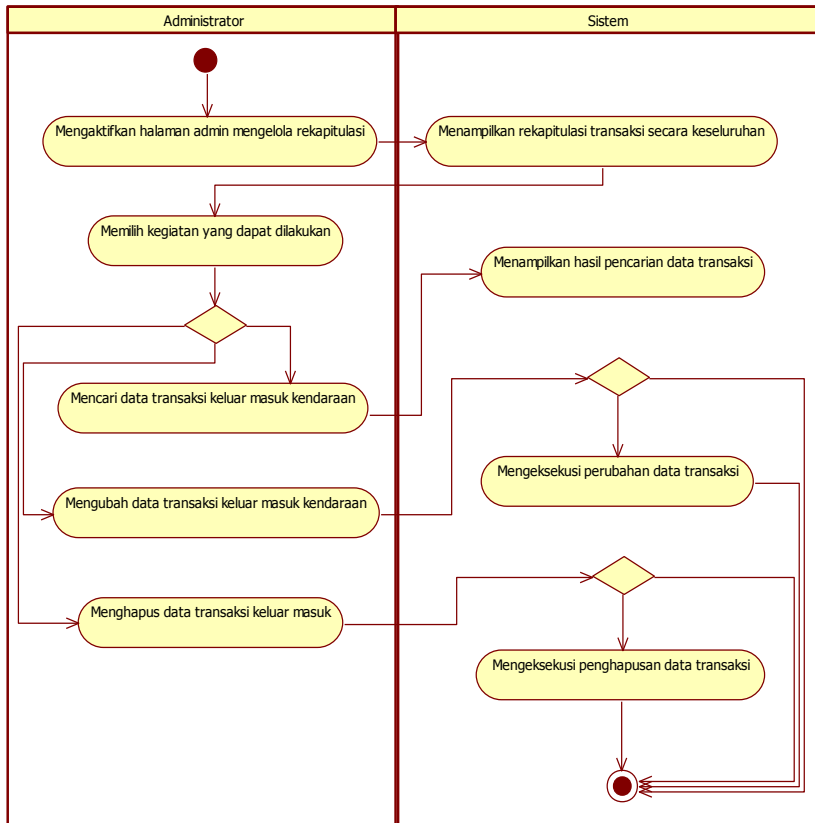 Administrator
Sistem
Mengaktifkan halaman admin mengelola rekapitulasi
Menampilkan rekapitulasi transaksi secara keseluruhan
Memilih kegiatan yang dapat dilakukan
Menampilkan hasil pencarian data transaksi
Mencari data transaksi keluar masuk kendaraan
Mengeksekusi perubahan data transaksi
Mengubah data transaksi keluar masuk kendaraan
Menghapus data transaksi keluar masuk
Mengeksekusi penghapusan data transaksi